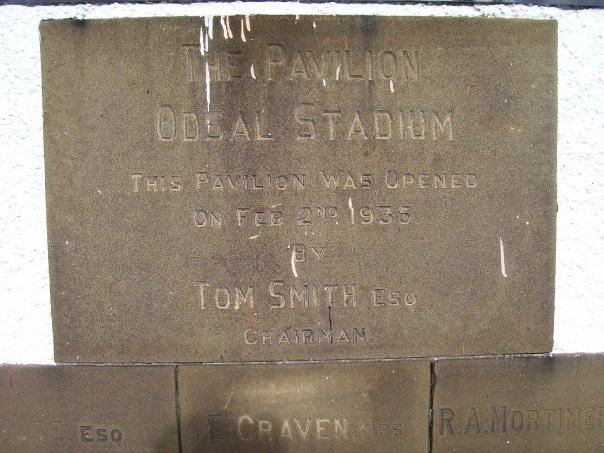 THE PAVILION
ODSAL STADIUM
THIS PAVILION WAS OPENED
ON FEB 2ND 1935
BY
TOM SMITH ESQ
CHAIRMAN.
ESQ E. CRAVEN R.A. MORTIMER